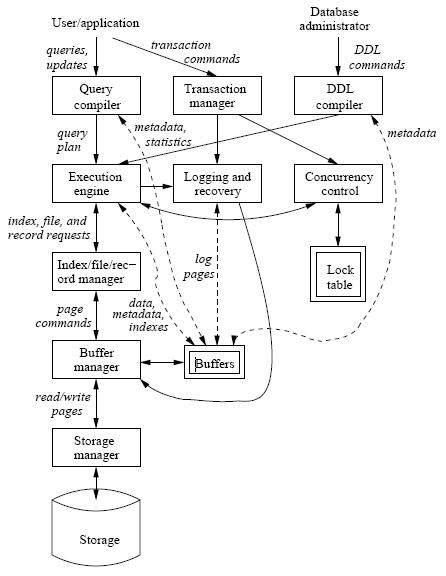 User/application
Database
administrator
queries,
updates
transaction
commands
DDL
commands
Query
compiler
Transaction
manager
DDL
compiler
query
plan
metadata,
statistics
metadata
Execution
engine
Logging and
recovery
Concurrency
control
index, file, and
record requests
log
pages
Index/file/rec−
ord manager
Lock
table
page
commands
data,
metadata,
indexes
Buffer
manager
Buffers
read/write
pages
Storage
manager
Storage